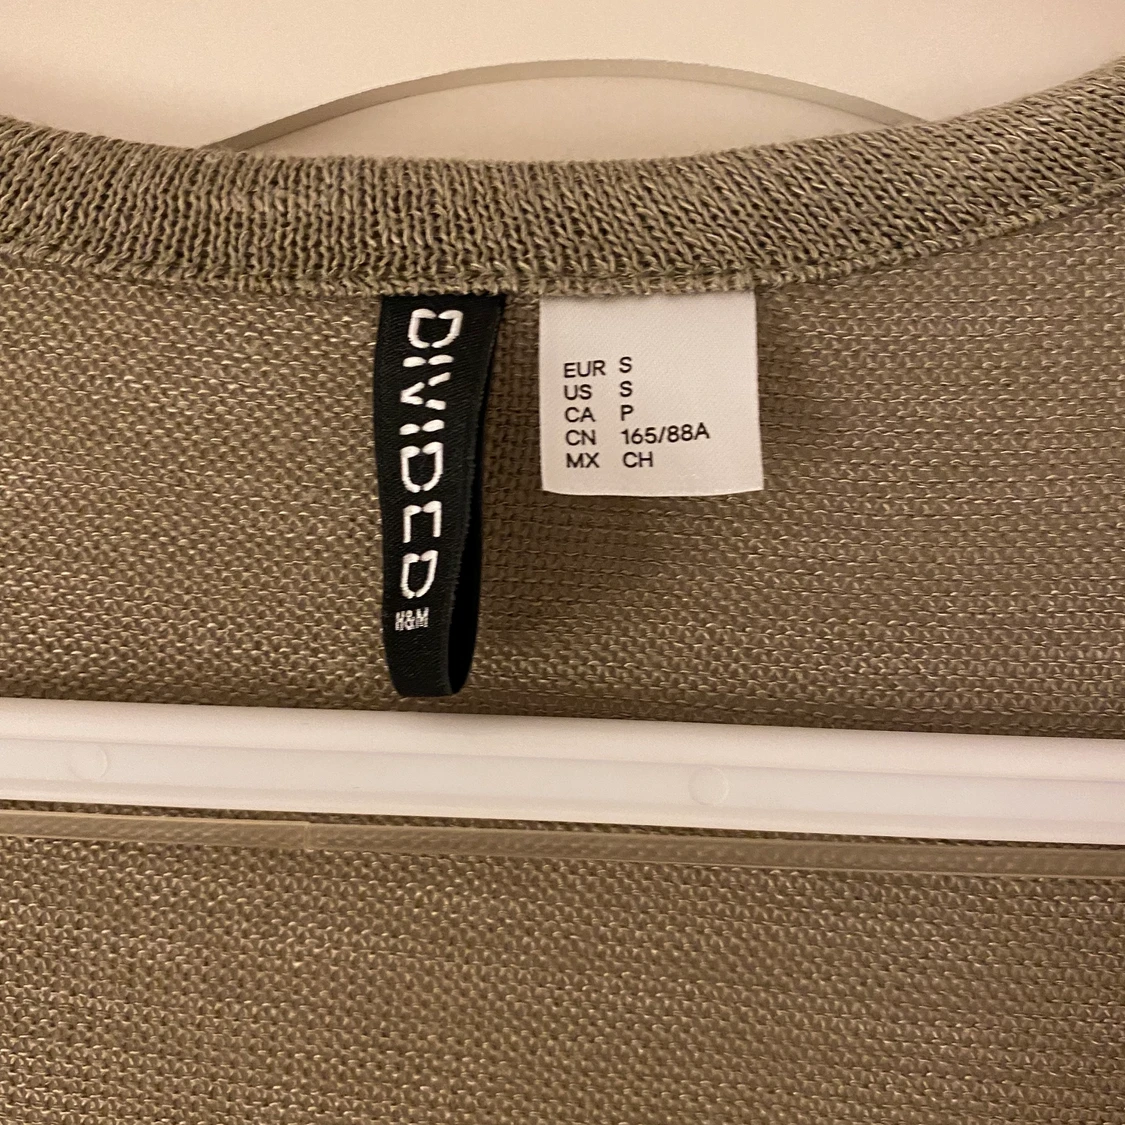 DIVIDED
H&M
EUR S
US S
CA P
CN 165/88A
MX CH